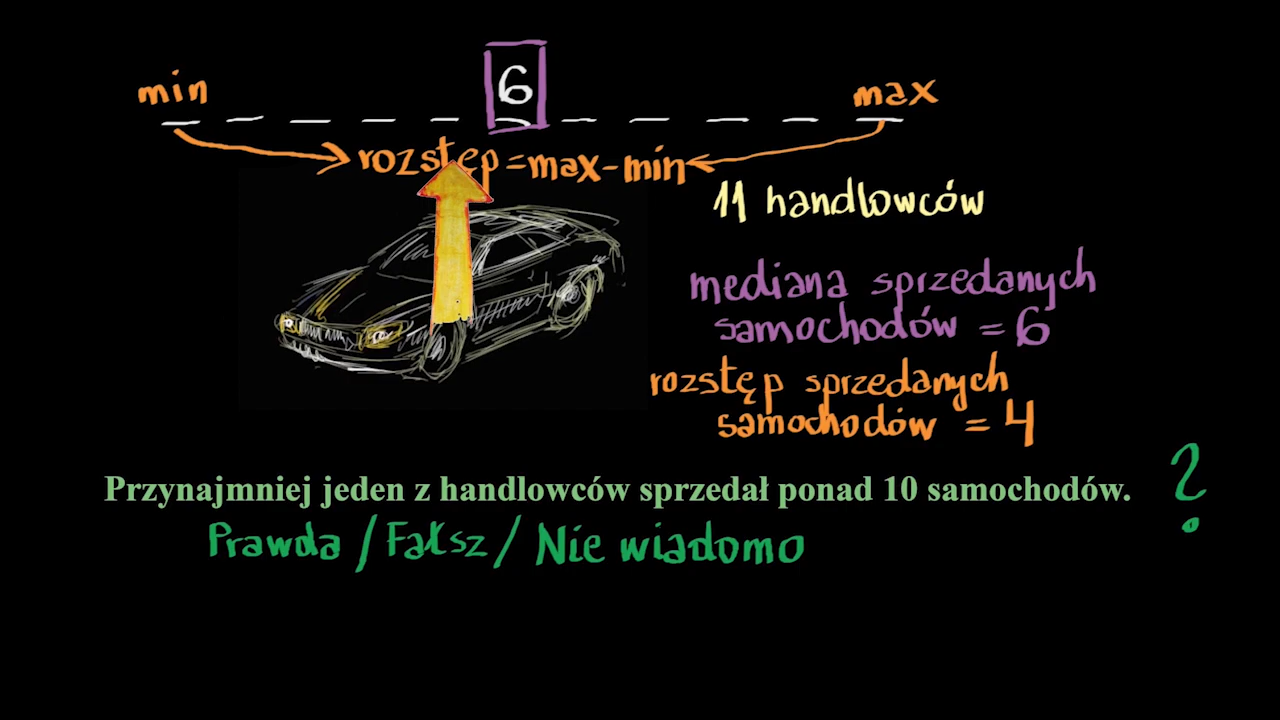 6
min max
rozstęp = max - min
11 handlowców
mediana sprzedanych
samochodów = 6
rozstęp sprzedanych
samochodów = 4
Przynajmniej jeden z handlowców sprzedał ponad 10 samochodów. ?
Prawda / Fałsz / Nie wiadomo